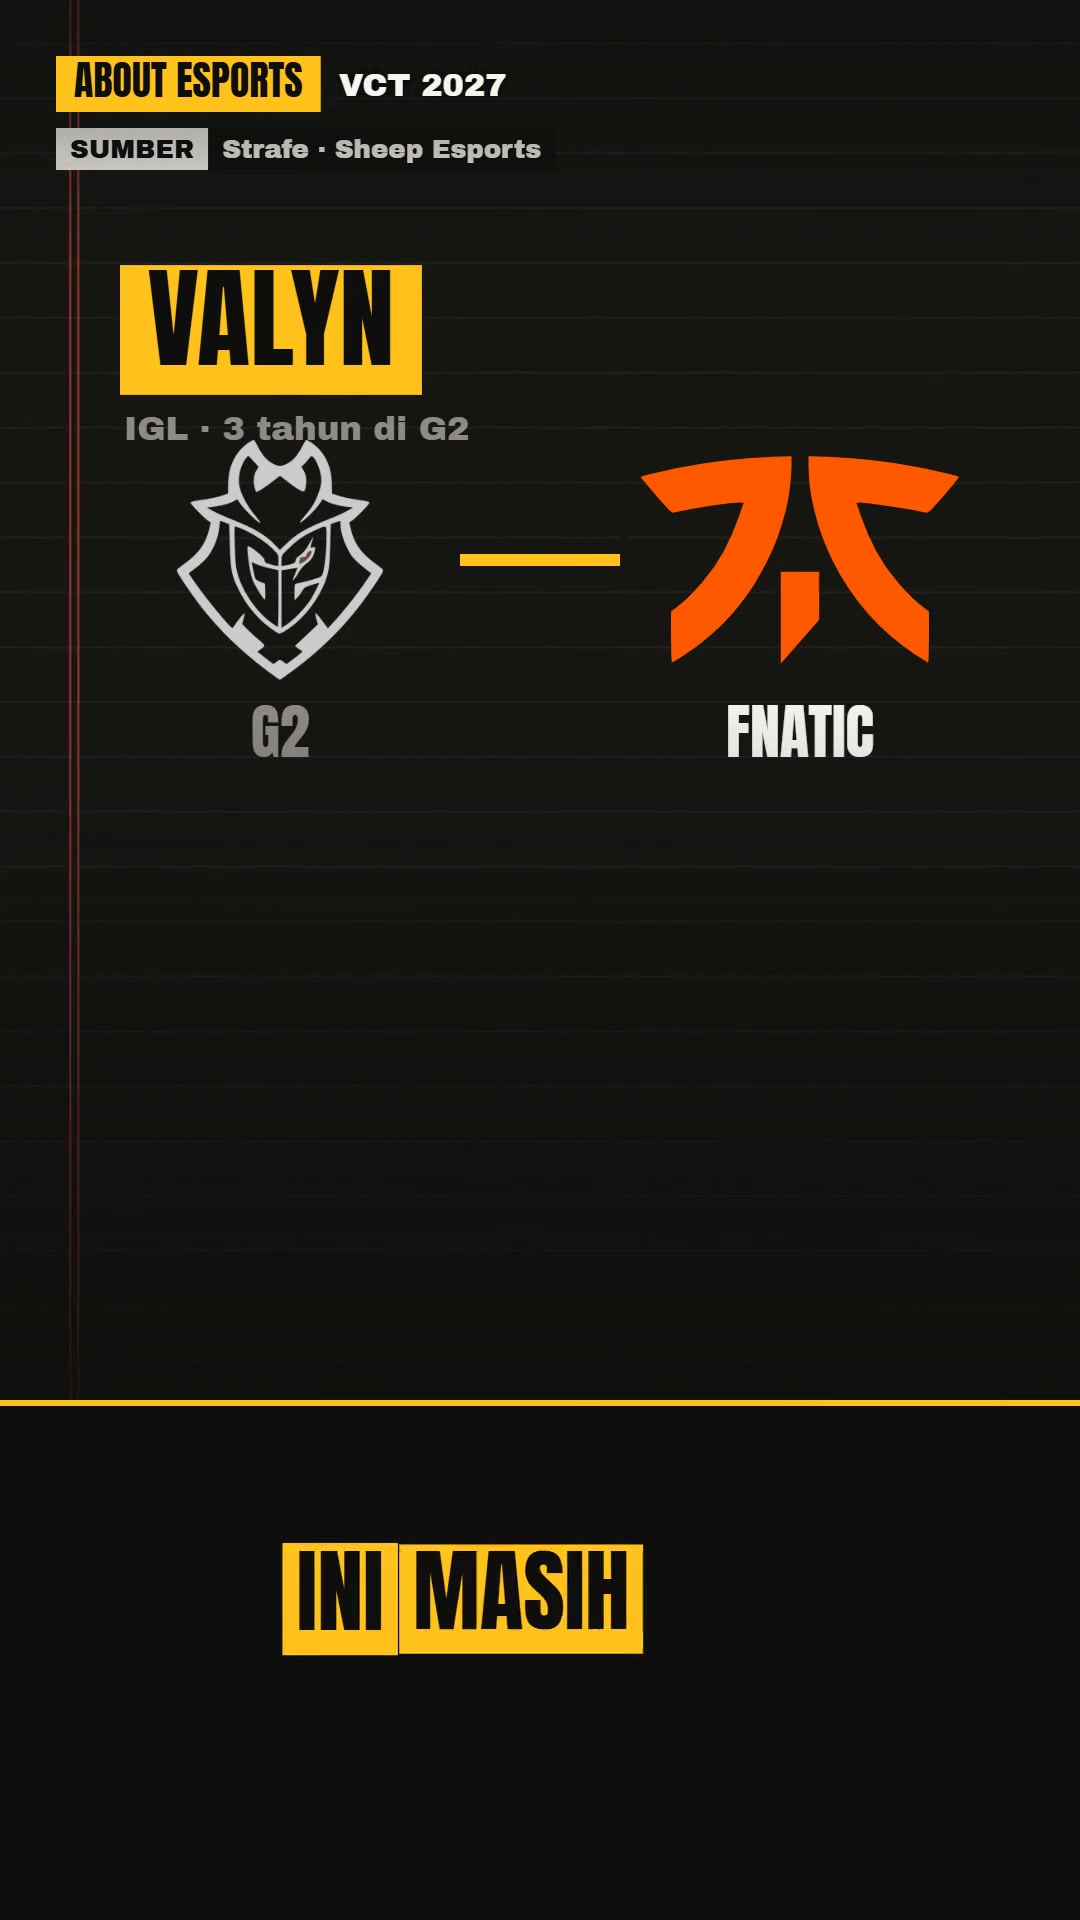 ABOUT ESPORTS VCT 2027
SUMBER Strafe · Sheep Esports
VALYN
IGL · 3 tahun di G2
G2 FNATIC
INI MASIH